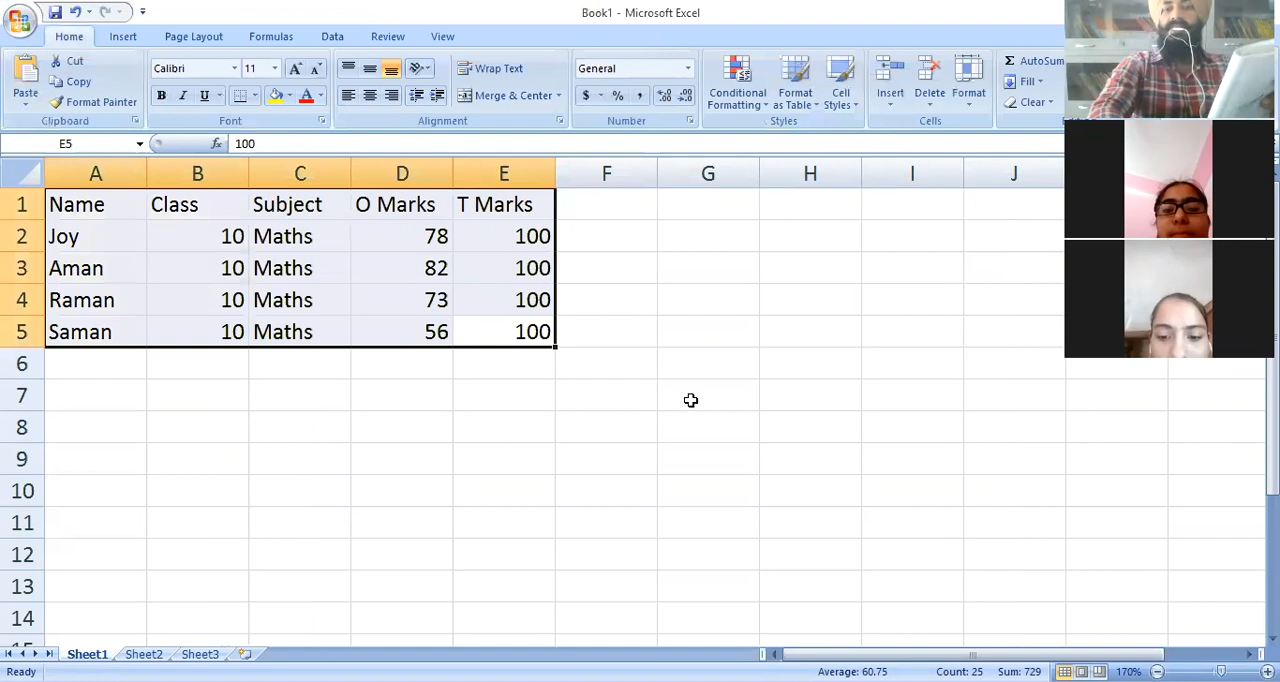 Book1 - Microsoft Excel
Home Insert Page Layout Formulas Data Review View
Paste
Cut
Copy
Format Painter
Clipboard
Calibri 11 A A
B I U A
Font
Wrap Text
Merge & Center
Alignment
General
$ % , .0 .00 .00 .0
Number
Conditional Formatting
Format as Table
Cell Styles
Styles
Insert
Delete
Format
Cells
Σ AutoSum
Fill
Clear
E5 fx 100
A B C D E F G H I J
1 Name Class Subject O Marks T Marks
2 Joy 10 Maths 78 100
3 Aman 10 Maths 82 100
4 Raman 10 Maths 73 100
5 Saman 10 Maths 56 100
6
7
8
9
10
11
12
13
14
Sheet1 Sheet2 Sheet3
Ready Average: 60.75 Count: 25 Sum: 729 170%